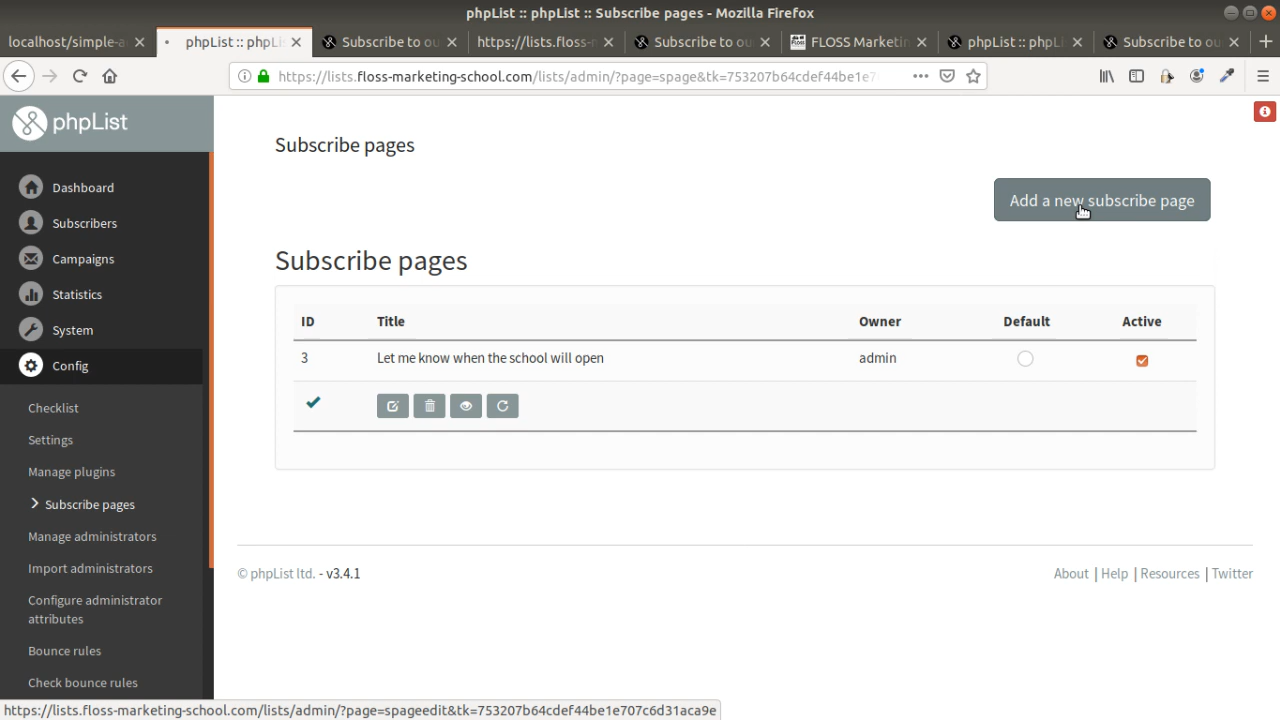 phpList :: phpList :: Subscribe pages - Mozilla Firefox
localhost/simple-a
phpList :: phpLi
Subscribe to ou
https://lists.floss-
Subscribe to ou
FLOSS Marketin
phpList :: phpLi
Subscribe to ou
https://lists.floss-marketing-school.com/lists/admin/?page=spage&tk=753207b64cdef44be1e7
phpList
Dashboard
Subscribers
Campaigns
Statistics
System
Config
Checklist
Settings
Manage plugins
Subscribe pages
Manage administrators
Import administrators
Configure administrator
attributes
Bounce rules
Check bounce rules
Subscribe pages
Add a new subscribe page
Subscribe pages
ID Title Owner Default Active
3 Let me know when the school will open admin
© phpList ltd. - v3.4.1
About | Help | Resources | Twitter
https://lists.floss-marketing-school.com/lists/admin/?page=spageedit&tk=753207b64cdef44be1e707c6d31aca9e